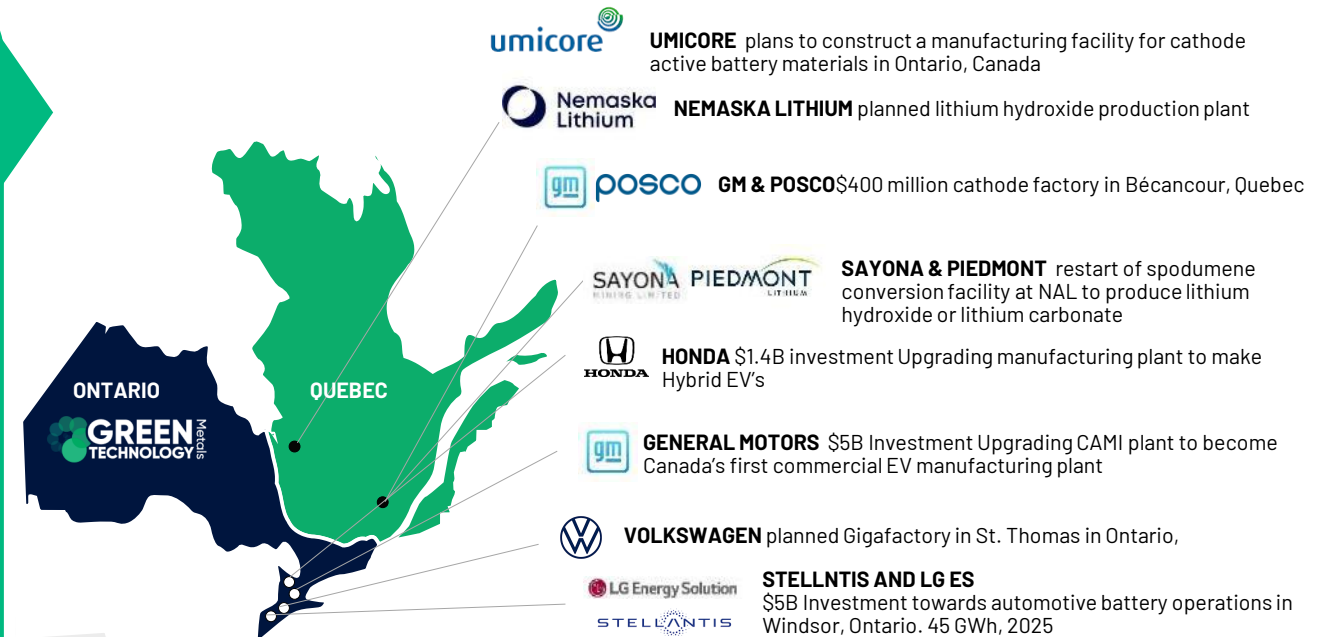 umicore
UMICORE plans to construct a manufacturing facility for cathode
active battery materials in Ontario, Canada
Nemaska
Lithium
NEMASKA LITHIUM planned lithium hydroxide production plant
gm posco
GM & POSCO$400 million cathode factory in Bécancour, Quebec
SAYONA
MINING LIMITED
PIEDMONT
LITHIUM
SAYONA & PIEDMONT restart of spodumene
conversion facility at NAL to produce lithium
hydroxide or lithium carbonate
HONDA
HONDA $1.4B investment Upgrading manufacturing plant to make
Hybrid EV's
ONTARIO
QUEBEC
GREEN
TECHNOLOGY
Metals
gm
GENERAL MOTORS $5B Investment Upgrading CAMI plant to become
Canada's first commercial EV manufacturing plant
VOLKSWAGEN planned Gigafactory in St. Thomas in Ontario,
LG Energy Solution
STELLANTIS
STELLNTIS AND LG ES
$5B Investment towards automotive battery operations in
Windsor, Ontario. 45 GWh, 2025